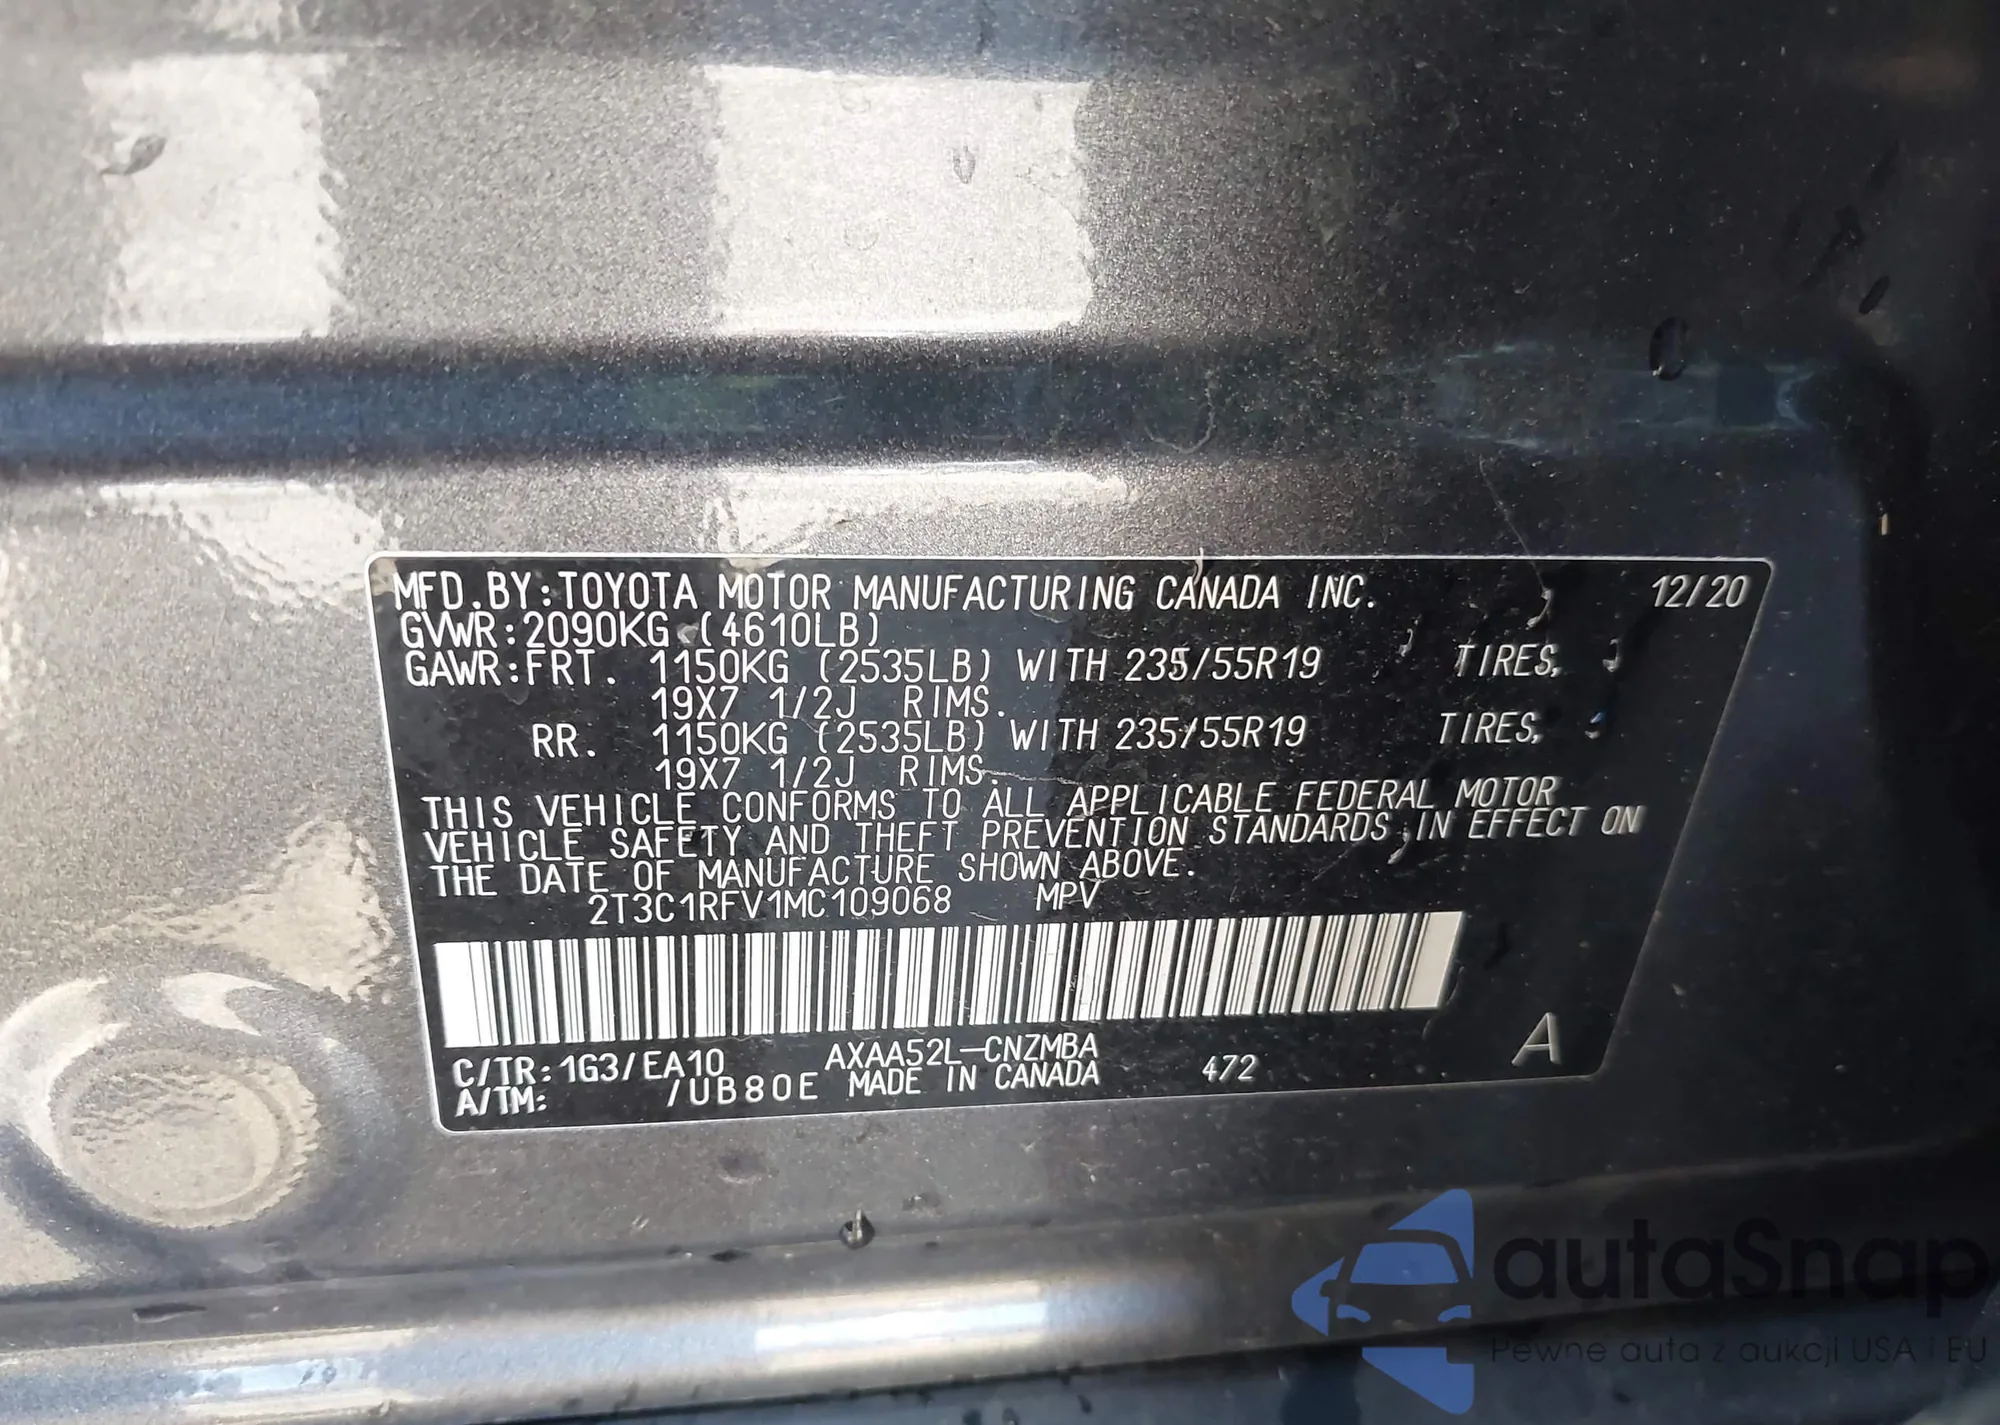 MFD.BY:TOYOTA MOTOR MANUFACTURING CANADA INC. 12/20
GVWR:2090KG (4610LB)
GAWR:FRT. 1150KG (2535LB) WITH 235/55R19 TIRES,
19X7 1/2J RIMS.
RR. 1150KG (2535LB) WITH 235/55R19 TIRES,
19X7 1/2J RIMS.
THIS VEHICLE CONFORMS TO ALL APPLICABLE FEDERAL MOTOR
VEHICLE SAFETY AND THEFT PREVENTION STANDARDS IN EFFECT ON
THE DATE OF MANUFACTURE SHOWN ABOVE.
2T3C1RFV1MC109068 MPV
C/TR:1G3/EA10 AXAA52L-CNZMBA
A/TM: /UB80E MADE IN CANADA 472 A
autaSnap
Pewne auta z aukcji USA i EU